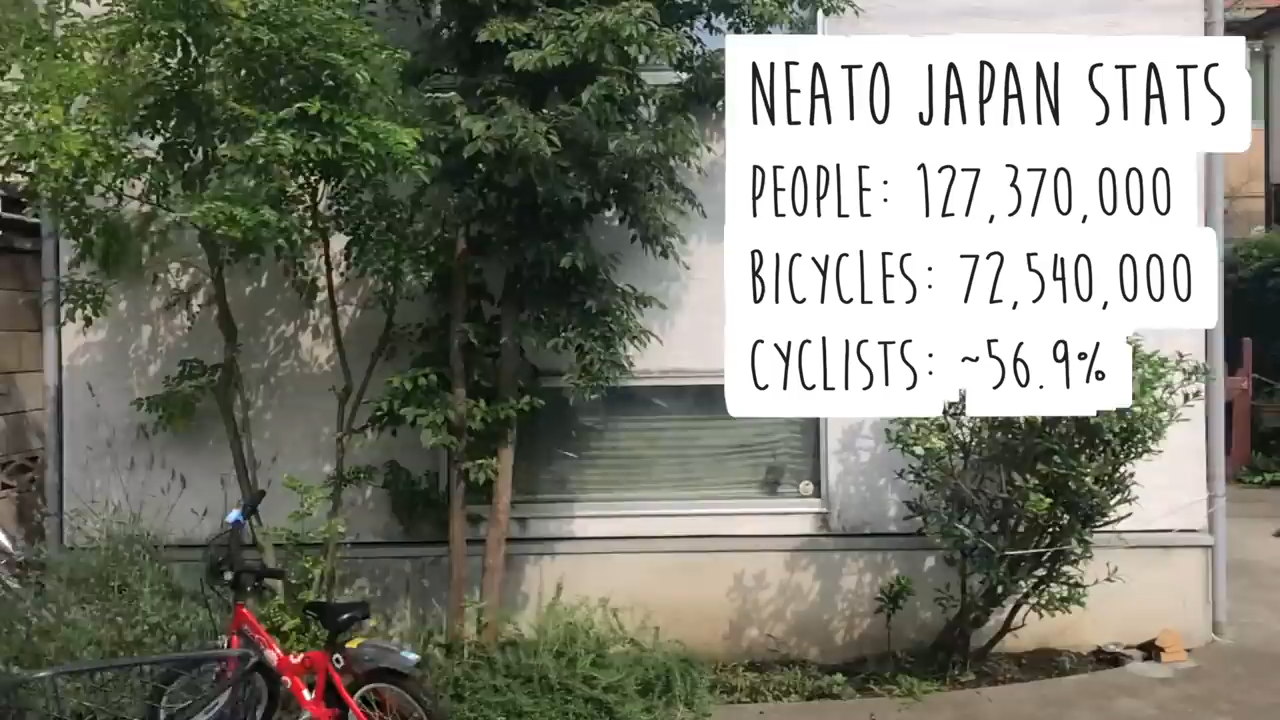 NEATO JAPAN STATS
PEOPLE: 127,370,000
BICYCLES: 72,540,000
CYCLISTS: ~56.9%